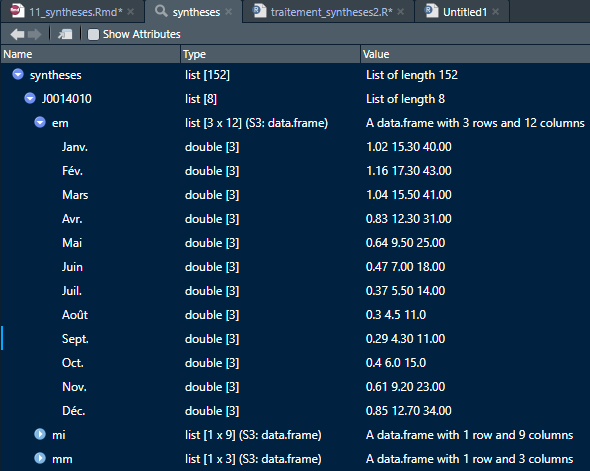 11_syntheses.Rmd* syntheses traitement_syntheses2.R* Untitled1
Show Attributes
Name Type Value
syntheses list [152] List of length 152
J0014010 list [8] List of length 8
em list [3 x 12] (S3: data.frame) A data.frame with 3 rows and 12 columns
Janv. double [3] 1.02 15.30 40.00
Fév. double [3] 1.16 17.30 43.00
Mars double [3] 1.04 15.50 41.00
Avr. double [3] 0.83 12.30 31.00
Mai double [3] 0.64 9.50 25.00
Juin double [3] 0.47 7.00 18.00
Juil. double [3] 0.37 5.50 14.00
Août double [3] 0.3 4.5 11.0
Sept. double [3] 0.29 4.30 11.00
Oct. double [3] 0.4 6.0 15.0
Nov. double [3] 0.61 9.20 23.00
Déc. double [3] 0.85 12.70 34.00
mi list [1 x 9] (S3: data.frame) A data.frame with 1 row and 9 columns
mm list [1 x 3] (S3: data.frame) A data.frame with 1 row and 3 columns